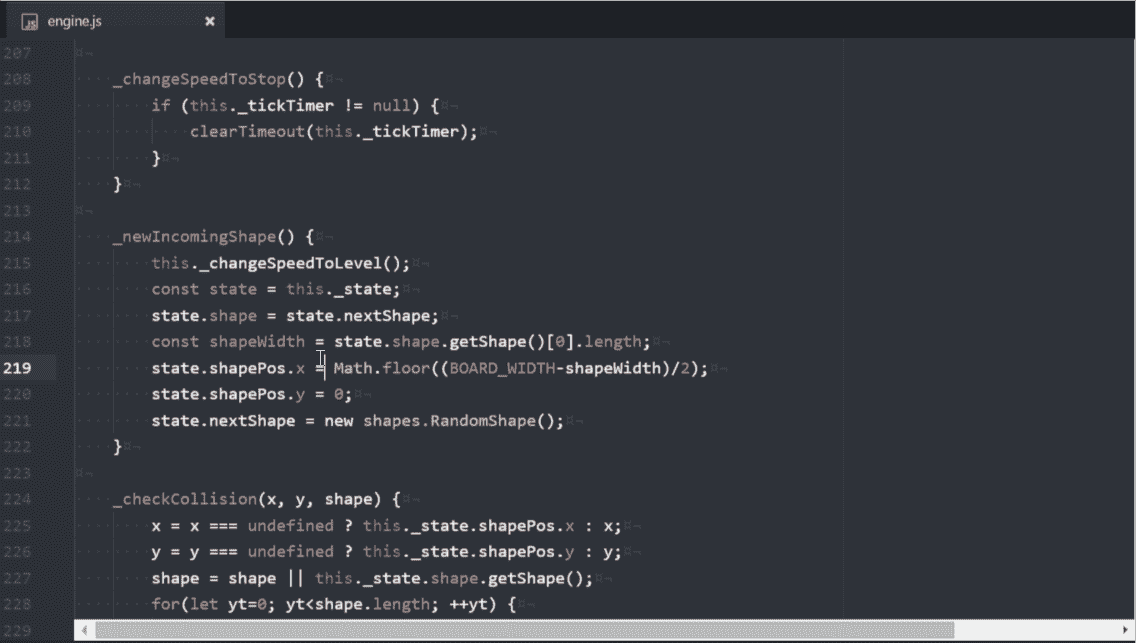 engine.js ×
207
208 _changeSpeedToStop() {
209 if (this._tickTimer != null) {
210 clearTimeout(this._tickTimer);
211 }
212 }
213
214 _newIncomingShape() {
215 this._changeSpeedToLevel();
216 const state = this._state;
217 state.shape = state.nextShape;
218 const shapeWidth = state.shape.getShape()[0].length;
219 state.shapePos.x = Math.floor((BOARD_WIDTH-shapeWidth)/2);
220 state.shapePos.y = 0;
221 state.nextShape = new shapes.RandomShape();
222 }
223
224 _checkCollision(x, y, shape) {
225 x = x === undefined ? this._state.shapePos.x : x;
226 y = y === undefined ? this._state.shapePos.y : y;
227 shape = shape || this._state.shape.getShape();
228 for(let yt=0; yt<shape.length; ++yt) {
229